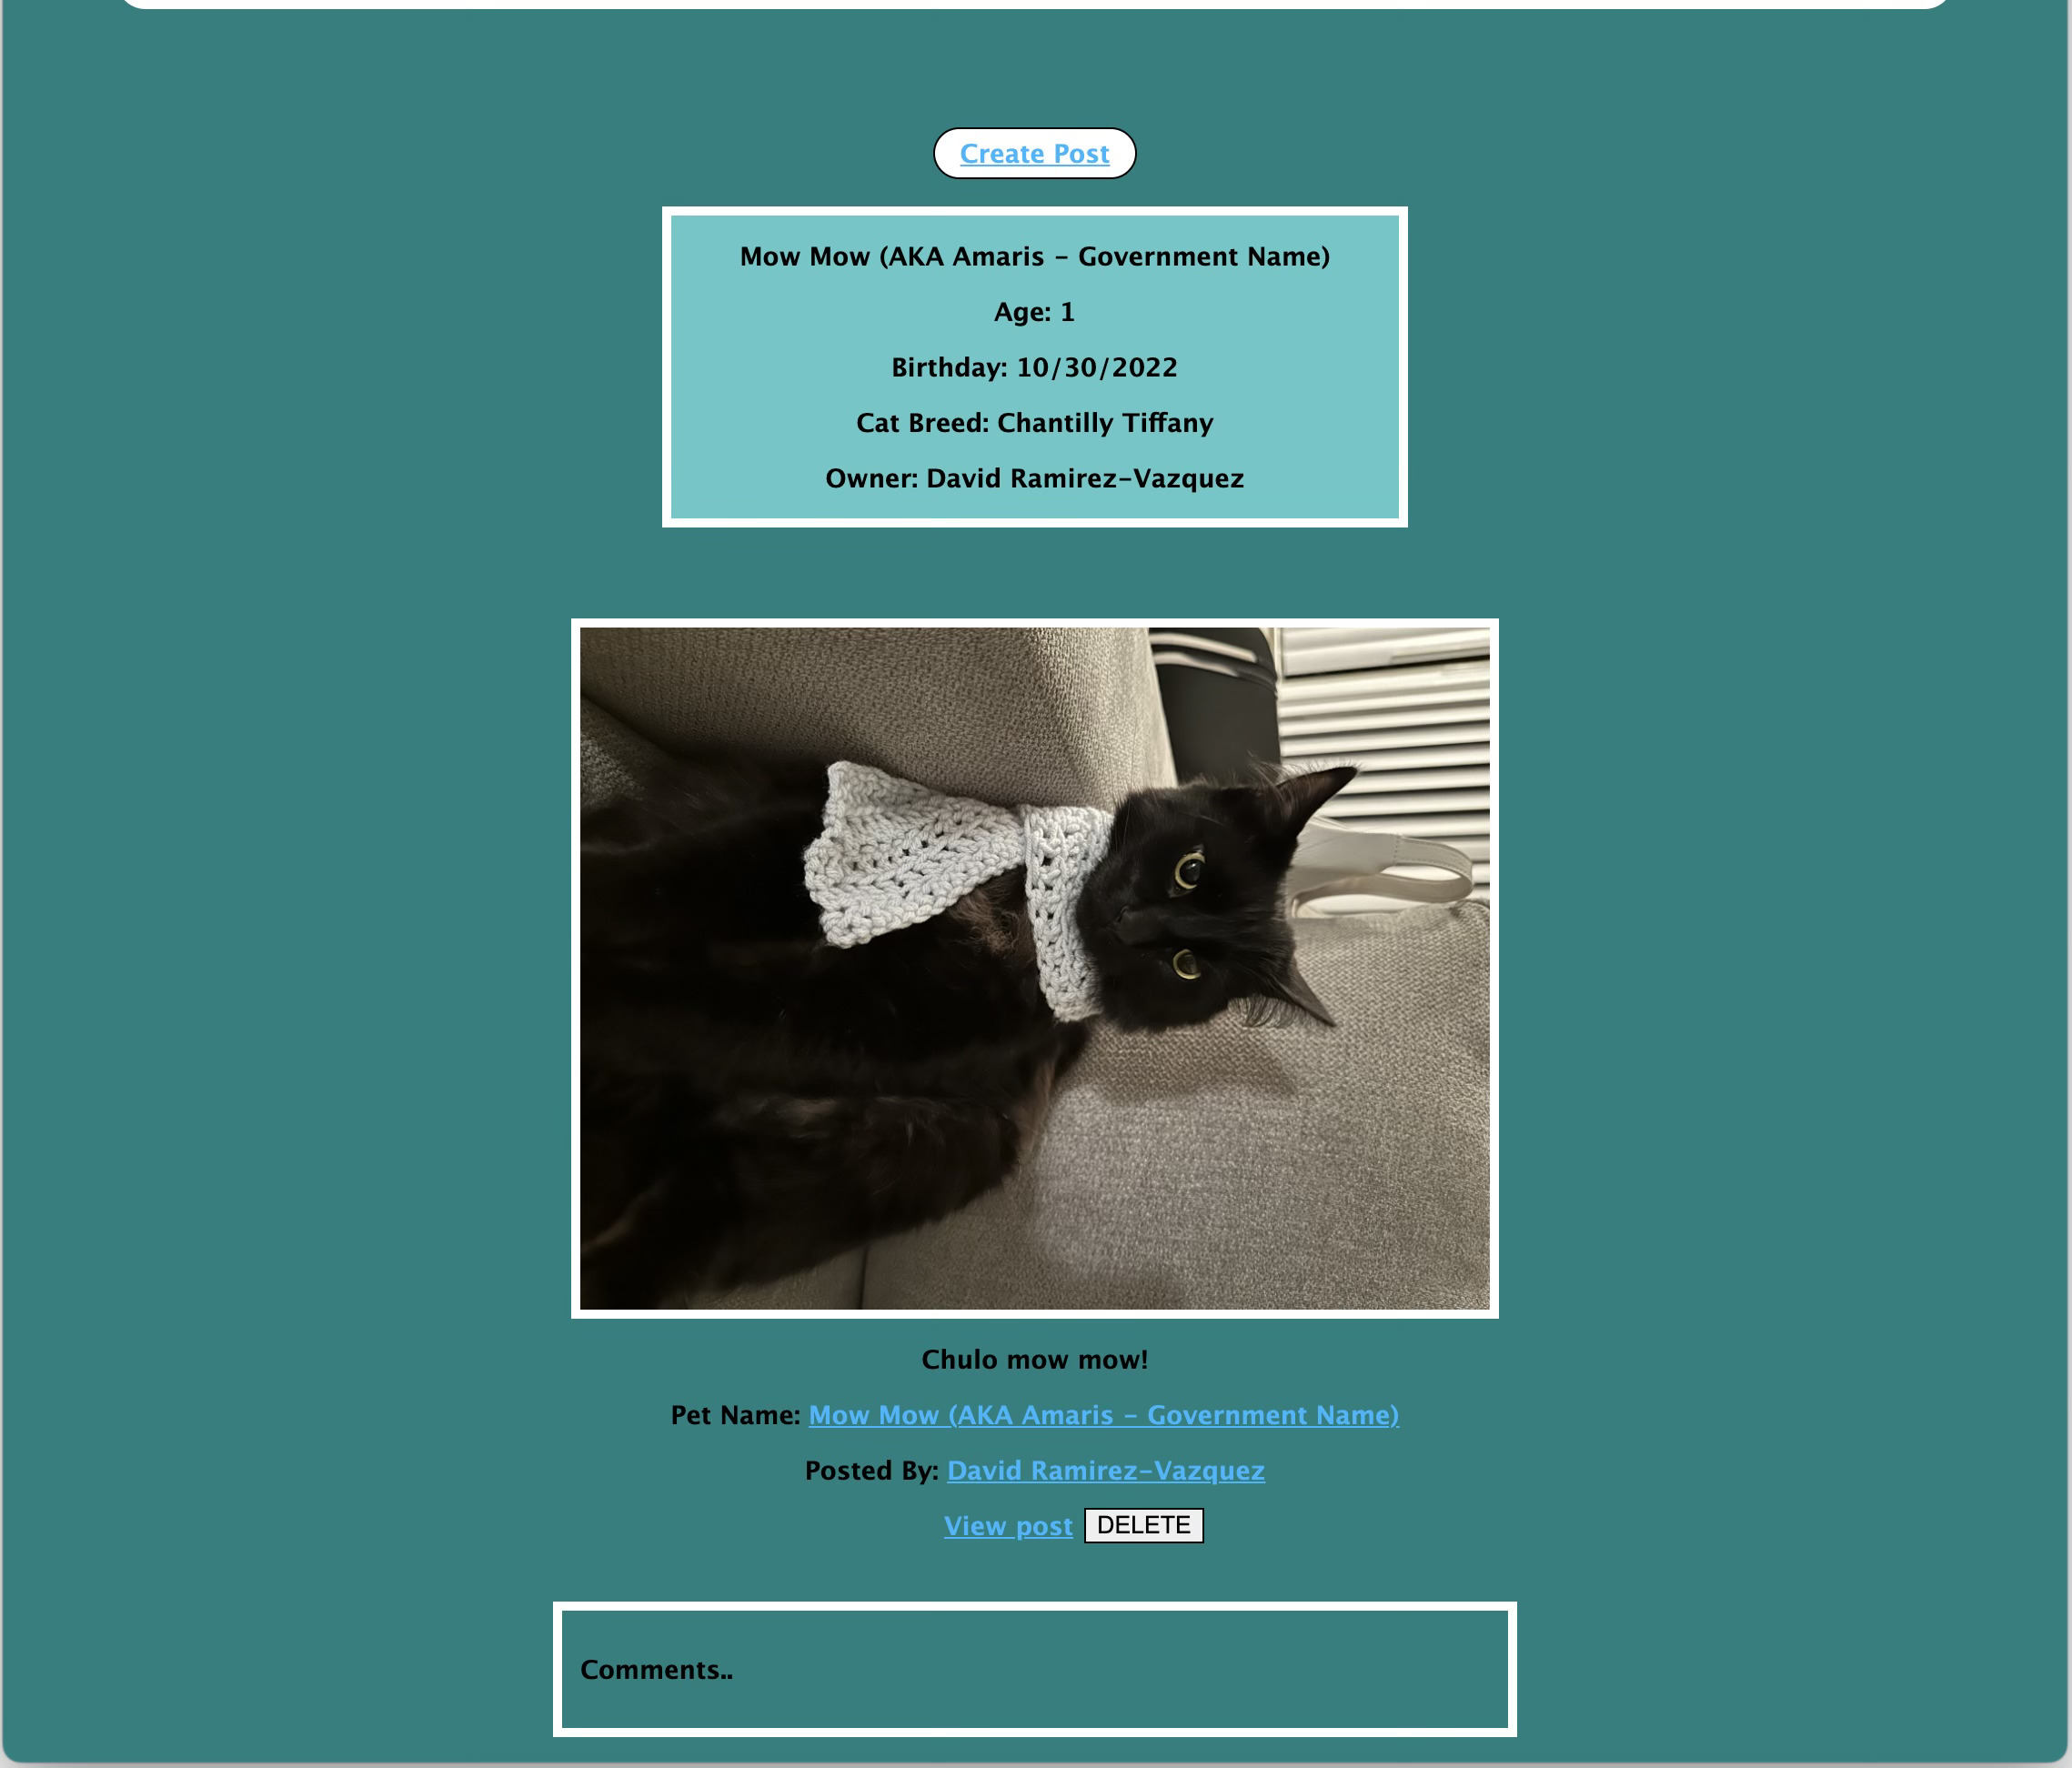 Create Post
Mow Mow (AKA Amaris - Government Name)
Age: 1
Birthday: 10/30/2022
Cat Breed: Chantilly Tiffany
Owner: David Ramirez-Vazquez
Chulo mow mow!
Pet Name: Mow Mow (AKA Amaris - Government Name)
Posted By: David Ramirez-Vazquez
View post DELETE
Comments..